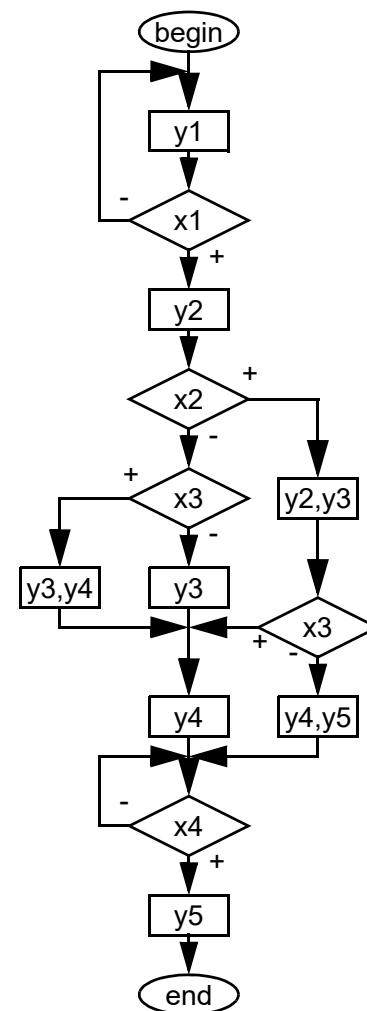 begin
y1
-
x1
+
y2
+
x2
-
+
x3
-
y2,y3
y3,y4
y3
x3
+
-
y4
y4,y5
-
x4
+
y5
end